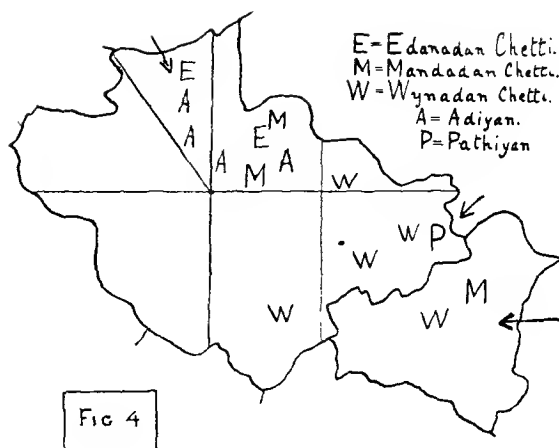 E = Edanadan Chetti.
M = Mandadan Chetti.
W = Wynadan Chetti.
A = Adiyan.
P = Pathiyan
E
A
A
M
E
A
M
A
W
W
P
W
M
W
W
FIG 4